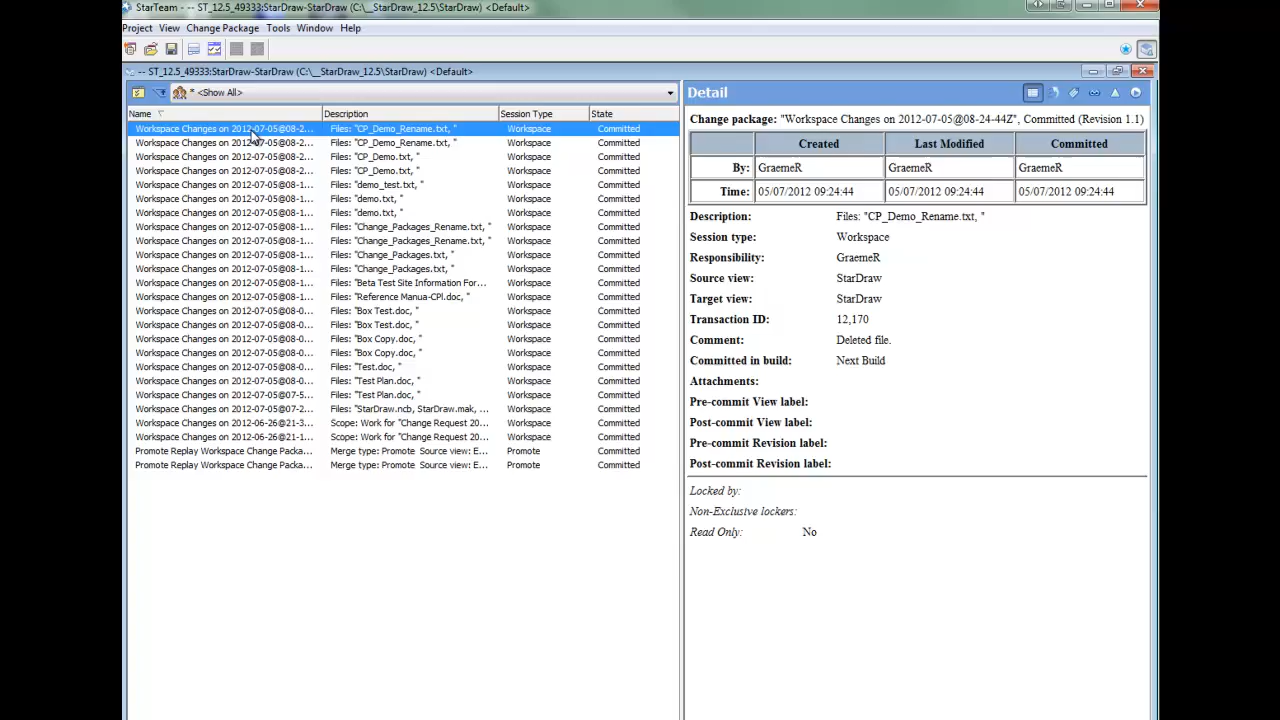 StarTeam - -- ST_12.5_49333:StarDraw-StarDraw (C:\__StarDraw_12.5\StarDraw) <Default>
Project View Change Package Tools Window Help
-- ST_12.5_49333:StarDraw-StarDraw (C:\__StarDraw_12.5\StarDraw) <Default>
* <Show All>
Name Description Session Type State
Workspace Changes on 2012-07-05@08-2... Files: "CP_Demo_Rename.txt, " Workspace Committed
Workspace Changes on 2012-07-05@08-2... Files: "CP_Demo_Rename.txt, " Workspace Committed
Workspace Changes on 2012-07-05@08-2... Files: "CP_Demo.txt, " Workspace Committed
Workspace Changes on 2012-07-05@08-2... Files: "CP_Demo.txt, " Workspace Committed
Workspace Changes on 2012-07-05@08-1... Files: "demo_test.txt, " Workspace Committed
Workspace Changes on 2012-07-05@08-1... Files: "demo.txt, " Workspace Committed
Workspace Changes on 2012-07-05@08-1... Files: "demo.txt, " Workspace Committed
Workspace Changes on 2012-07-05@08-1... Files: "Change_Packages_Rename.txt, " Workspace Committed
Workspace Changes on 2012-07-05@08-1... Files: "Change_Packages_Rename.txt, " Workspace Committed
Workspace Changes on 2012-07-05@08-1... Files: "Change_Packages.txt, " Workspace Committed
Workspace Changes on 2012-07-05@08-1... Files: "Change_Packages.txt, " Workspace Committed
Workspace Changes on 2012-07-05@08-1... Files: "Beta Test Site Information For... Workspace Committed
Workspace Changes on 2012-07-05@08-1... Files: "Reference Manua-CPl.doc, " Workspace Committed
Workspace Changes on 2012-07-05@08-0... Files: "Box Test.doc, " Workspace Committed
Workspace Changes on 2012-07-05@08-0... Files: "Box Test.doc, " Workspace Committed
Workspace Changes on 2012-07-05@08-0... Files: "Box Copy.doc, " Workspace Committed
Workspace Changes on 2012-07-05@08-0... Files: "Box Copy.doc, " Workspace Committed
Workspace Changes on 2012-07-05@08-0... Files: "Test.doc, " Workspace Committed
Workspace Changes on 2012-07-05@08-0... Files: "Test Plan.doc, " Workspace Committed
Workspace Changes on 2012-07-05@07-5... Files: "Test Plan.doc, " Workspace Committed
Workspace Changes on 2012-07-05@07-2... Files: "StarDraw.ncb, StarDraw.mak, ... Workspace Committed
Workspace Changes on 2012-06-26@21-3... Scope: Work for "Change Request 20... Workspace Committed
Workspace Changes on 2012-06-26@21-1... Scope: Work for "Change Request 20... Workspace Committed
Promote Replay Workspace Change Packa... Merge type: Promote Source view: E... Promote Committed
Promote Replay Workspace Change Packa... Merge type: Promote Source view: E... Promote Committed
Detail
Change package: "Workspace Changes on 2012-07-05@08-24-44Z", Committed (Revision 1.1)
Created Last Modified Committed
By: GraemeR GraemeR GraemeR
Time: 05/07/2012 09:24:44 05/07/2012 09:24:44 05/07/2012 09:24:44
Description: Files: "CP_Demo_Rename.txt, "
Session type: Workspace
Responsibility: GraemeR
Source view: StarDraw
Target view: StarDraw
Transaction ID: 12,170
Comment: Deleted file.
Committed in build: Next Build
Attachments:
Pre-commit View label:
Post-commit View label:
Pre-commit Revision label:
Post-commit Revision label:
Locked by:
Non-Exclusive lockers:
Read Only: No